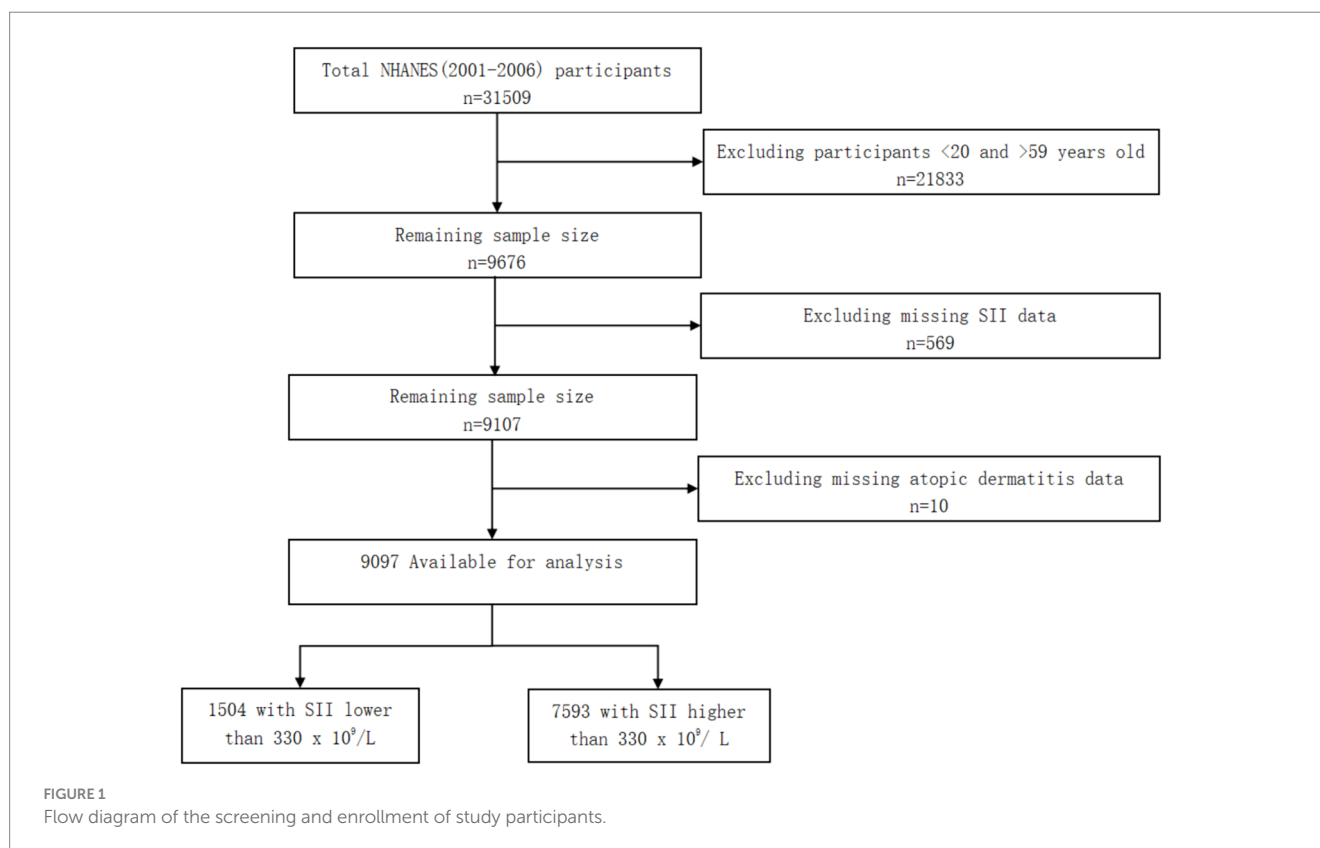 Total NHANES(2001-2006) participants
n=31509
Excluding participants <20 and >59 years old
n=21833
Remaining sample size
n=9676
Excluding missing SII data
n=569
Remaining sample size
n=9107
Excluding missing atopic dermatitis data
n=10
9097 Available for analysis
1504 with SII lower
than 330 x 10⁹/L
7593 with SII higher
than 330 x 10⁹/ L
FIGURE 1
Flow diagram of the screening and enrollment of study participants.